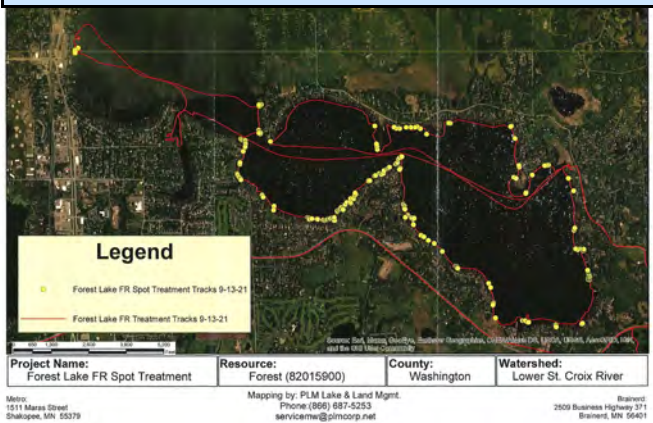 Legend
Forest Lake FR Spot Treatment Tracks 9-13-21
Forest Lake FR Treatment Tracks 9-13-21
Project Name:
Forest Lake FR Spot Treatment
Resource:
Forest (82015900)
County:
Washington
Watershed:
Lower St. Croix River
Metro:
1511 Maras Street
Shakopee, MN 55379
Mapping by: PLM Lake & Land Mgmt.
Phone:(866) 687-5253
servicemw@plmcorp.net
Brainerd:
2509 Business Highway 371
Brainerd, MN 56401